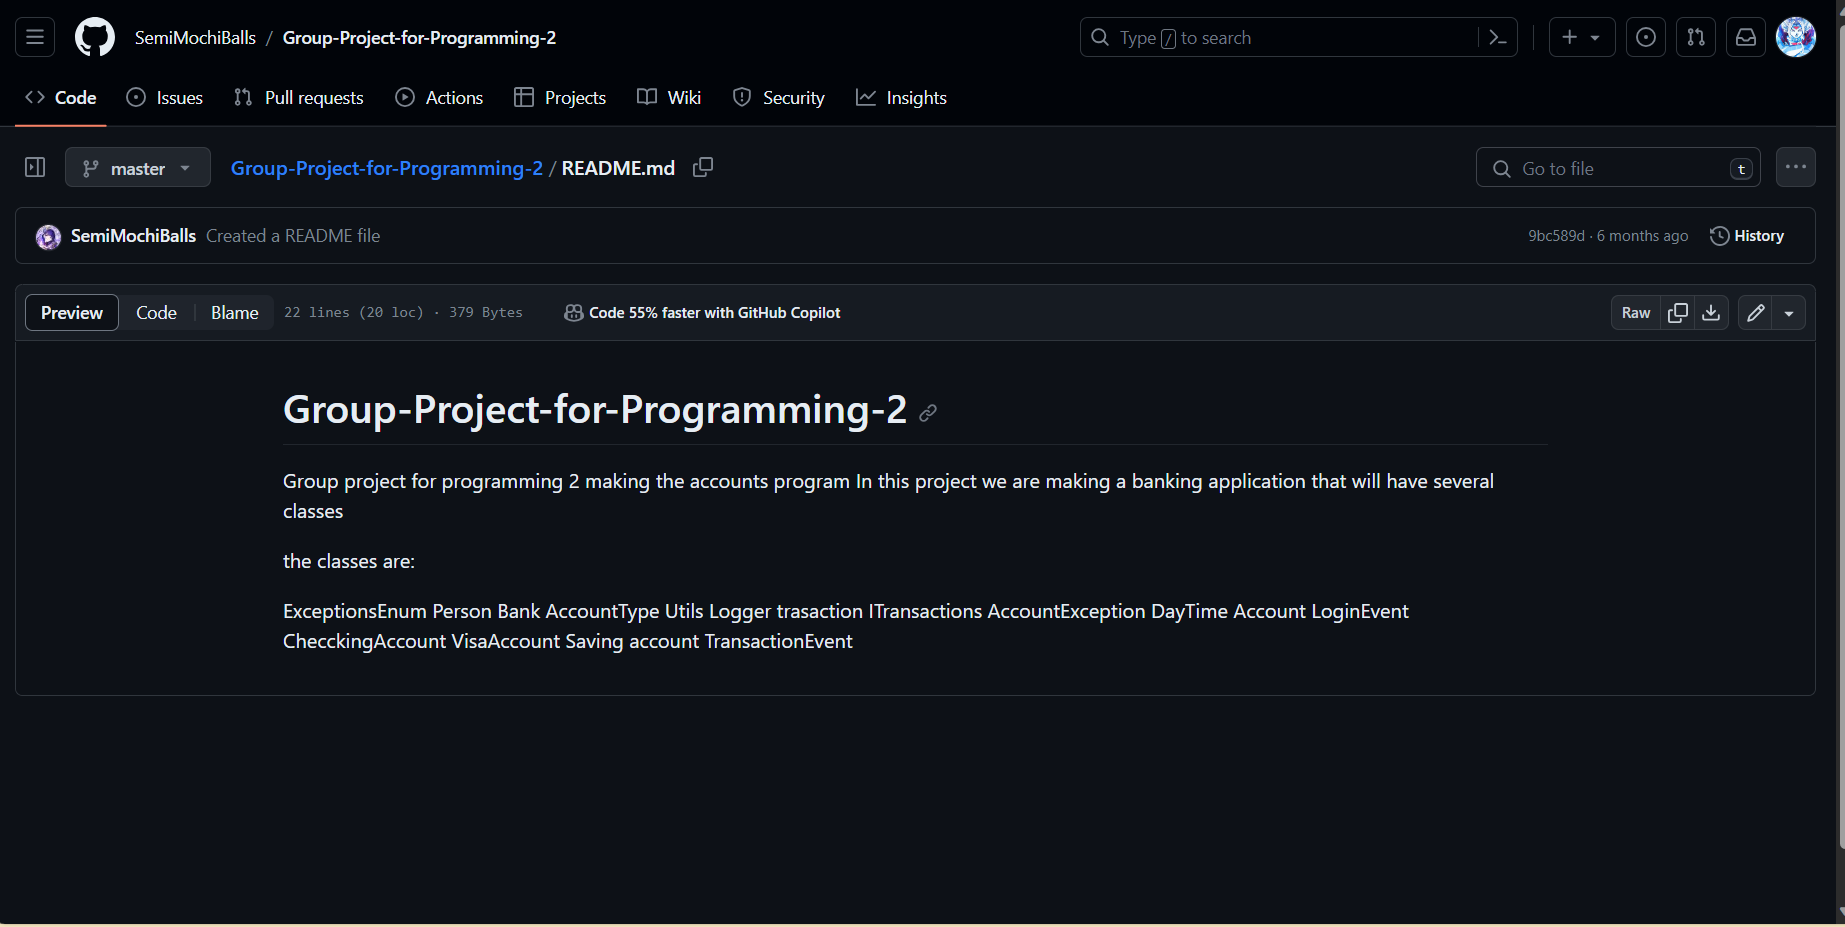 SemiMochiBalls / Group-Project-for-Programming-2 Type / to search
Code Issues Pull requests Actions Projects Wiki Security Insights
master Group-Project-for-Programming-2 / README.md Go to file t
SemiMochiBalls Created a README file 9bc589d · 6 months ago History
Preview Code Blame 22 lines (20 loc) · 379 Bytes Code 55% faster with GitHub Copilot Raw
Group-Project-for-Programming-2
Group project for programming 2 making the accounts program In this project we are making a banking application that will have several
classes
the classes are:
ExceptionsEnum Person Bank AccountType Utils Logger trasaction ITransactions AccountException DayTime Account LoginEvent
ChecckingAccount VisaAccount Saving account TransactionEvent